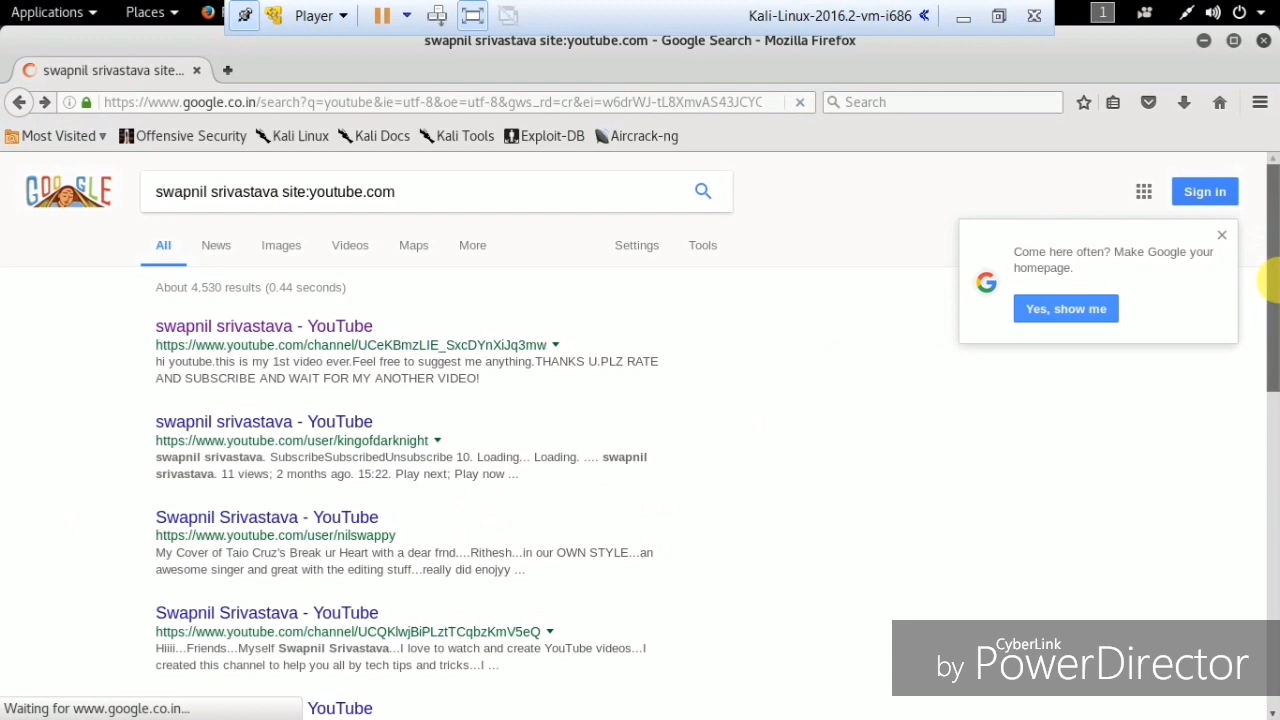 Applications Places Player Kali-Linux-2016.2-vm-i686 1
swapnil srivastava site:youtube.com - Google Search - Mozilla Firefox
swapnil srivastava site...
https://www.google.co.in/search?q=youtube&ie=utf-8&oe=utf-8&gws_rd=cr&ei=w6drWJ-tL8XmvAS43JCYC Search
Most Visited Offensive Security Kali Linux Kali Docs Kali Tools Exploit-DB Aircrack-ng
GOOGLE swapnil srivastava site:youtube.com Sign in
All News Images Videos Maps More Settings Tools
Come here often? Make Google your
homepage.
Yes, show me
About 4,530 results (0.44 seconds)
swapnil srivastava - YouTube
https://www.youtube.com/channel/UCeKBmzLIE_SxcDYnXiJq3mw
hi youtube.this is my 1st video ever.Feel free to suggest me anything.THANKS U.PLZ RATE
AND SUBSCRIBE AND WAIT FOR MY ANOTHER VIDEO!
swapnil srivastava - YouTube
https://www.youtube.com/user/kingofdarknight
swapnil srivastava. SubscribeSubscribedUnsubscribe 10. Loading... Loading. .... swapnil
srivastava. 11 views; 2 months ago. 15:22. Play next; Play now ...
Swapnil Srivastava - YouTube
https://www.youtube.com/user/nilswappy
My Cover of Taio Cruz's Break ur Heart with a dear frnd....Rithesh...in our OWN STYLE...an
awesome singer and great with the editing stuff...really did enojyy ...
Swapnil Srivastava - YouTube
https://www.youtube.com/channel/UCQKlwjBiPLztTCqbzKmV5eQ
Hiiii...Friends...Myself Swapnil Srivastava...I love to watch and create YouTube videos...I
created this channel to help you all by tech tips and tricks...I ...
YouTube
Waiting for www.google.co.in...
by CyberLink PowerDirector